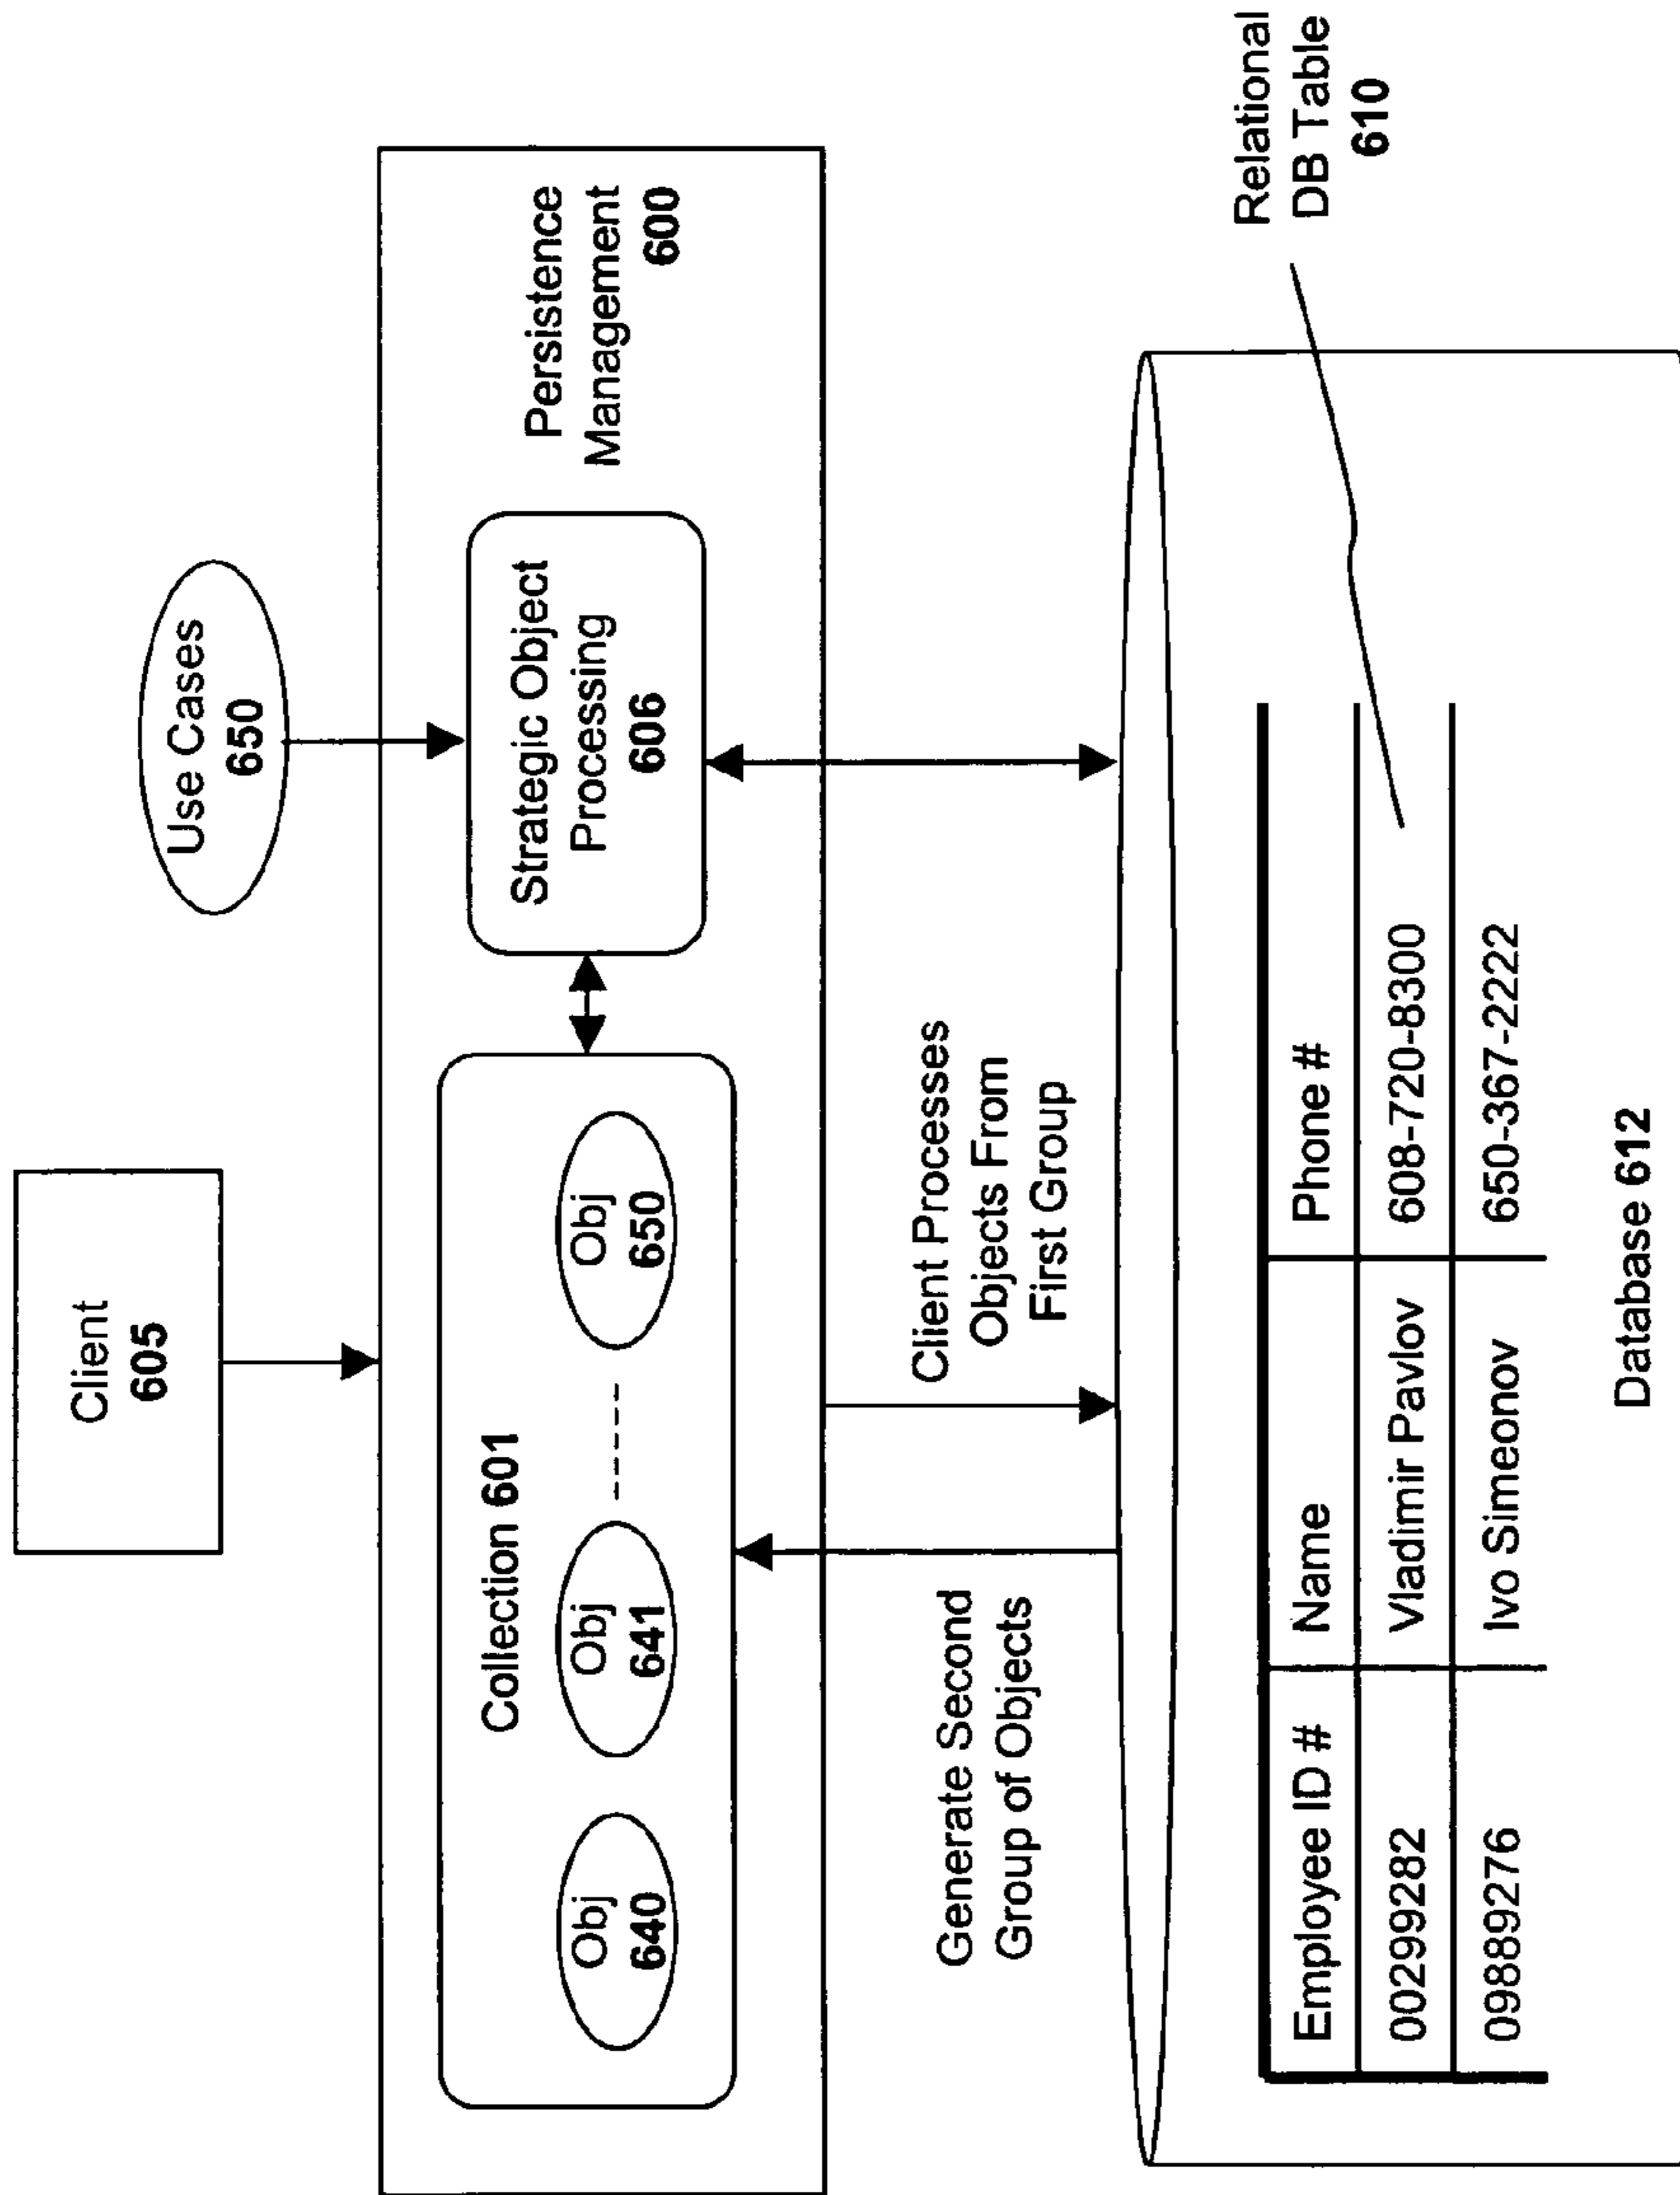 Client
605
Use Cases
650
Collection 601
Obj
640
Obj
641
Obj
650
Strategic Object
Processing
606
Persistence
Management
600
Generate Second
Group of Objects
Client Processes
Objects From
First Group
Relational
DB Table
610
Employee ID # Name Phone #
00299282 Vladimir Pavlov 608-720-8300
09889276 Ivo Simeonov 650-367-2222
Database 612